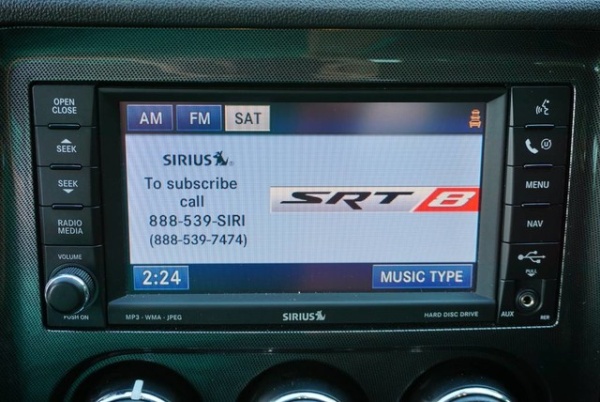 OPEN
CLOSE
SEEK
SEEK
RADIO
MEDIA
VOLUME
PUSH ON
AM FM SAT
SIRIUS
To subscribe
call
888-539-SIRI
(888-539-7474)
SRT 8
2:24
MUSIC TYPE
MP3 · WMA · JPEG
SIRIUS
HARD DISC DRIVE
MENU
NAV
AUX